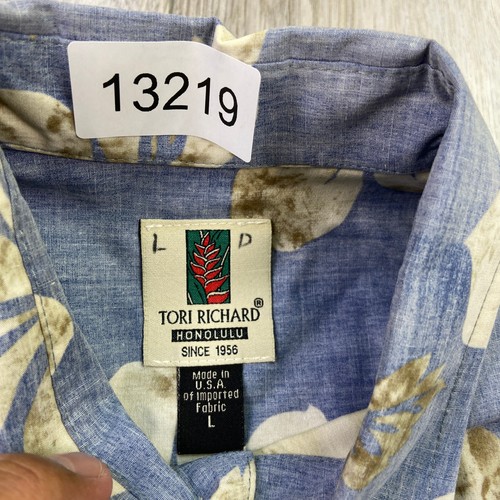 13219
L D
TORI RICHARD®
HONOLULU
SINCE 1956
Made in
U.S.A.
of Imported
Fabric
L